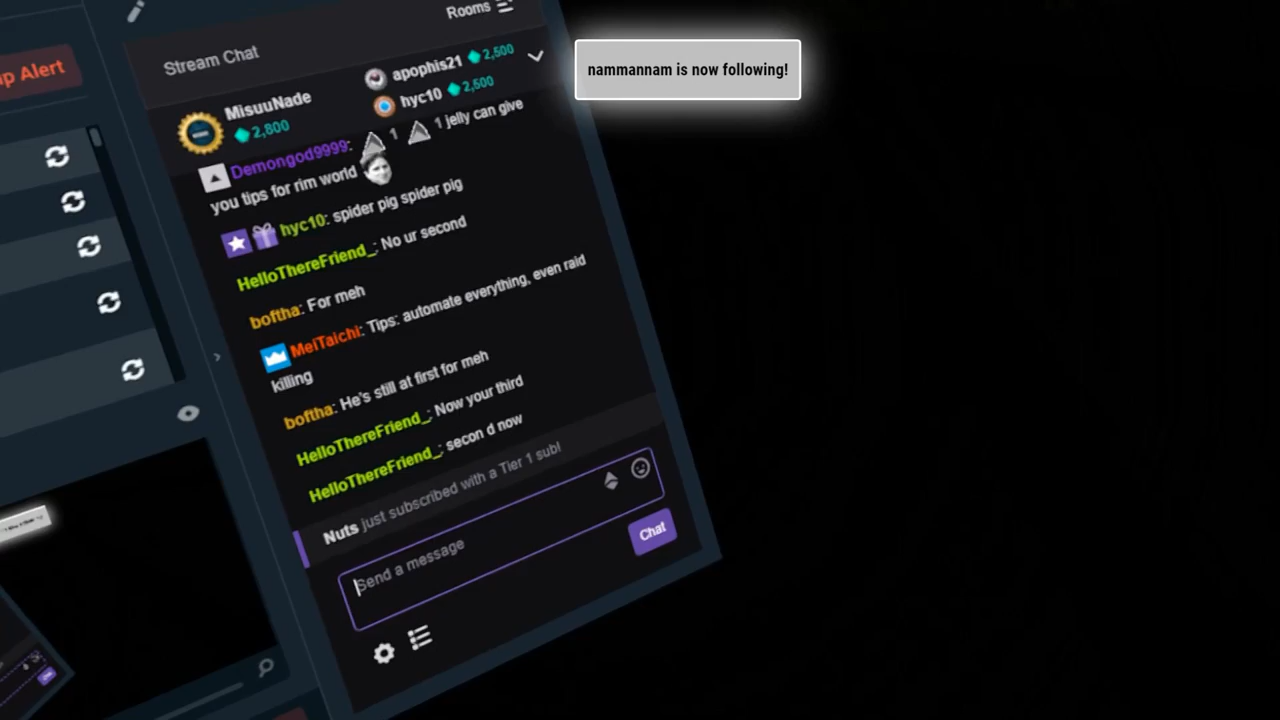 Rooms
Stream Chat
p Alert
nammannam is now following!
MisuuNade
2,800
apophis21 2,500
hyc10 2,500
Demongod9999: 1 1 jelly can give
you tips for rim world
hyc10: spider pig spider pig
HelloThereFriend_: No ur second
boftha: For meh
MeiTaichi: Tips: automate everything, even raid
killing
boftha: He's still at first for meh
HelloThereFriend_: Now your third
HelloThereFriend_: secon d now
Nuts just subscribed with a Tier 1 sub!
Send a message
Chat